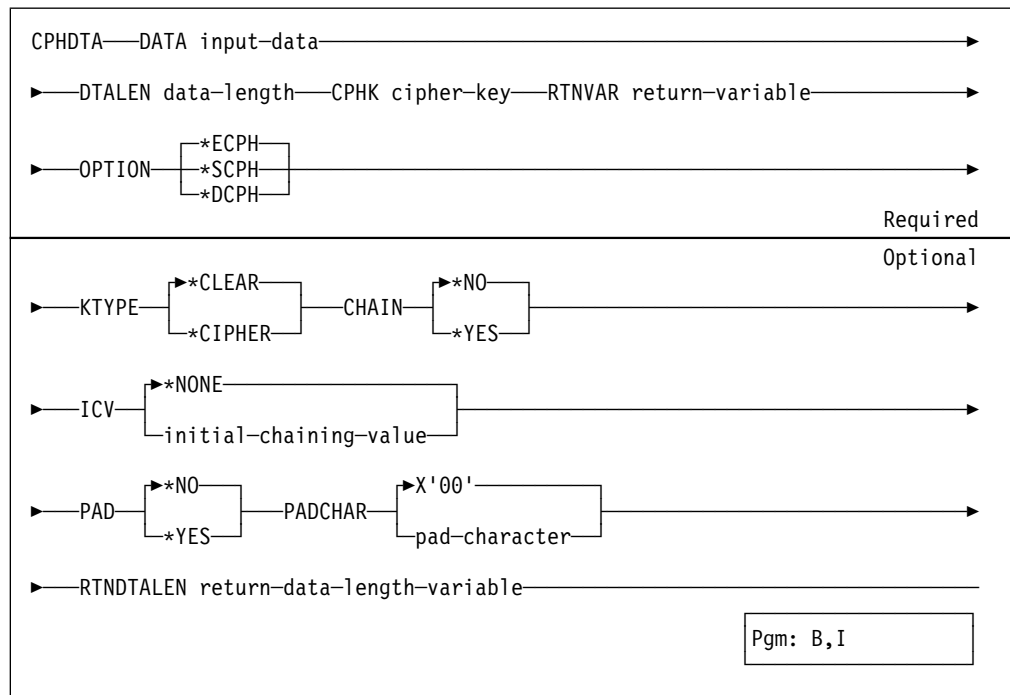 CPHDTA—DATA input-data
DTALEN data-length—CPHK cipher-key—RTNVAR return-variable
*ECPH
OPTION *SCPH
*DCPH
Required
Optional
*CLEAR *NO
KTYPE CHAIN
*CIPHER *YES
*NONE
ICV
initial-chaining-value
*NO X'00'
PAD PADCHAR
*YES pad-character
RTNDTALEN return-data-length-variable
Pgm: B,I